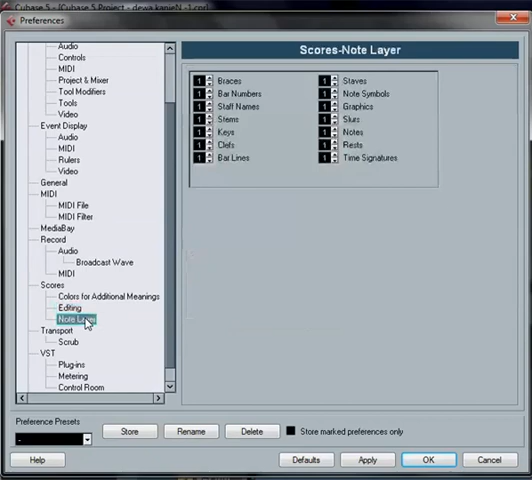 Cubase 5 - [Cubase 5 Project - dewa kanjeN -1.cpr]
Preferences
Scores-Note Layer
Audio
Controls
MIDI
Project & Mixer
Tool Modifiers
Tools
Video
Event Display
Audio
MIDI
Rulers
Video
General
MIDI
MIDI File
MIDI Filter
MediaBay
Record
Audio
Broadcast Wave
MIDI
Scores
Colors for Additional Meanings
Editing
Note Layer
Transport
Scrub
VST
Plug-ins
Metering
Control Room
1 Braces 1 Staves
1 Bar Numbers 1 Note Symbols
1 Staff Names 1 Graphics
1 Stems 1 Slurs
1 Keys 1 Notes
1 Clefs 1 Rests
1 Bar Lines 1 Time Signatures
Preference Presets
-
Store Rename Delete Store marked preferences only
Help Defaults Apply OK Cancel